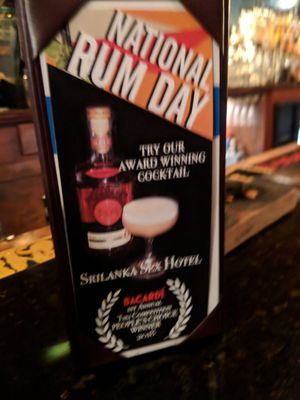 NATIONAL
RUM DAY
TRY OUR
AWARD WINNING
COCKTAIL
SRILANKA SEX HOTEL
BACARDI
PEOPLE'S CHOICE
WINNER